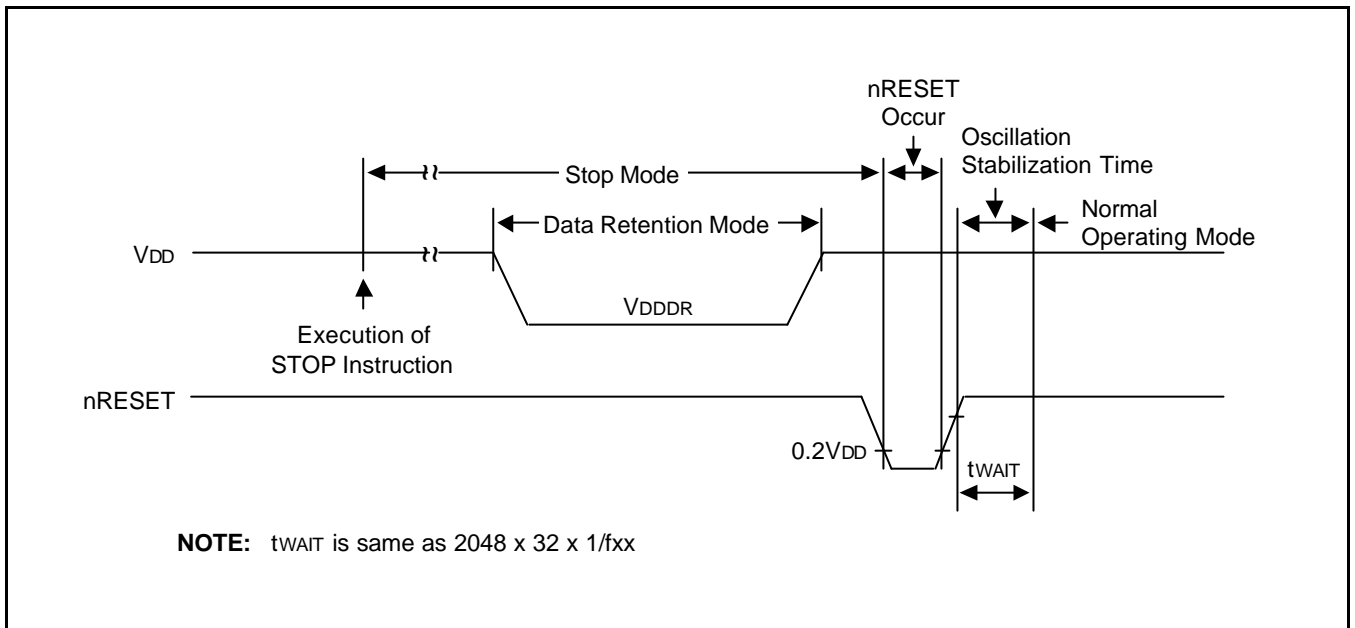 nRESET
Occur
Oscillation
Stabilization Time
Stop Mode
Normal
Operating Mode
Data Retention Mode
VDD
VDDDR
Execution of
STOP Instruction
nRESET
0.2VDD
tWAIT
NOTE: tWAIT is same as 2048 x 32 x 1/fxx